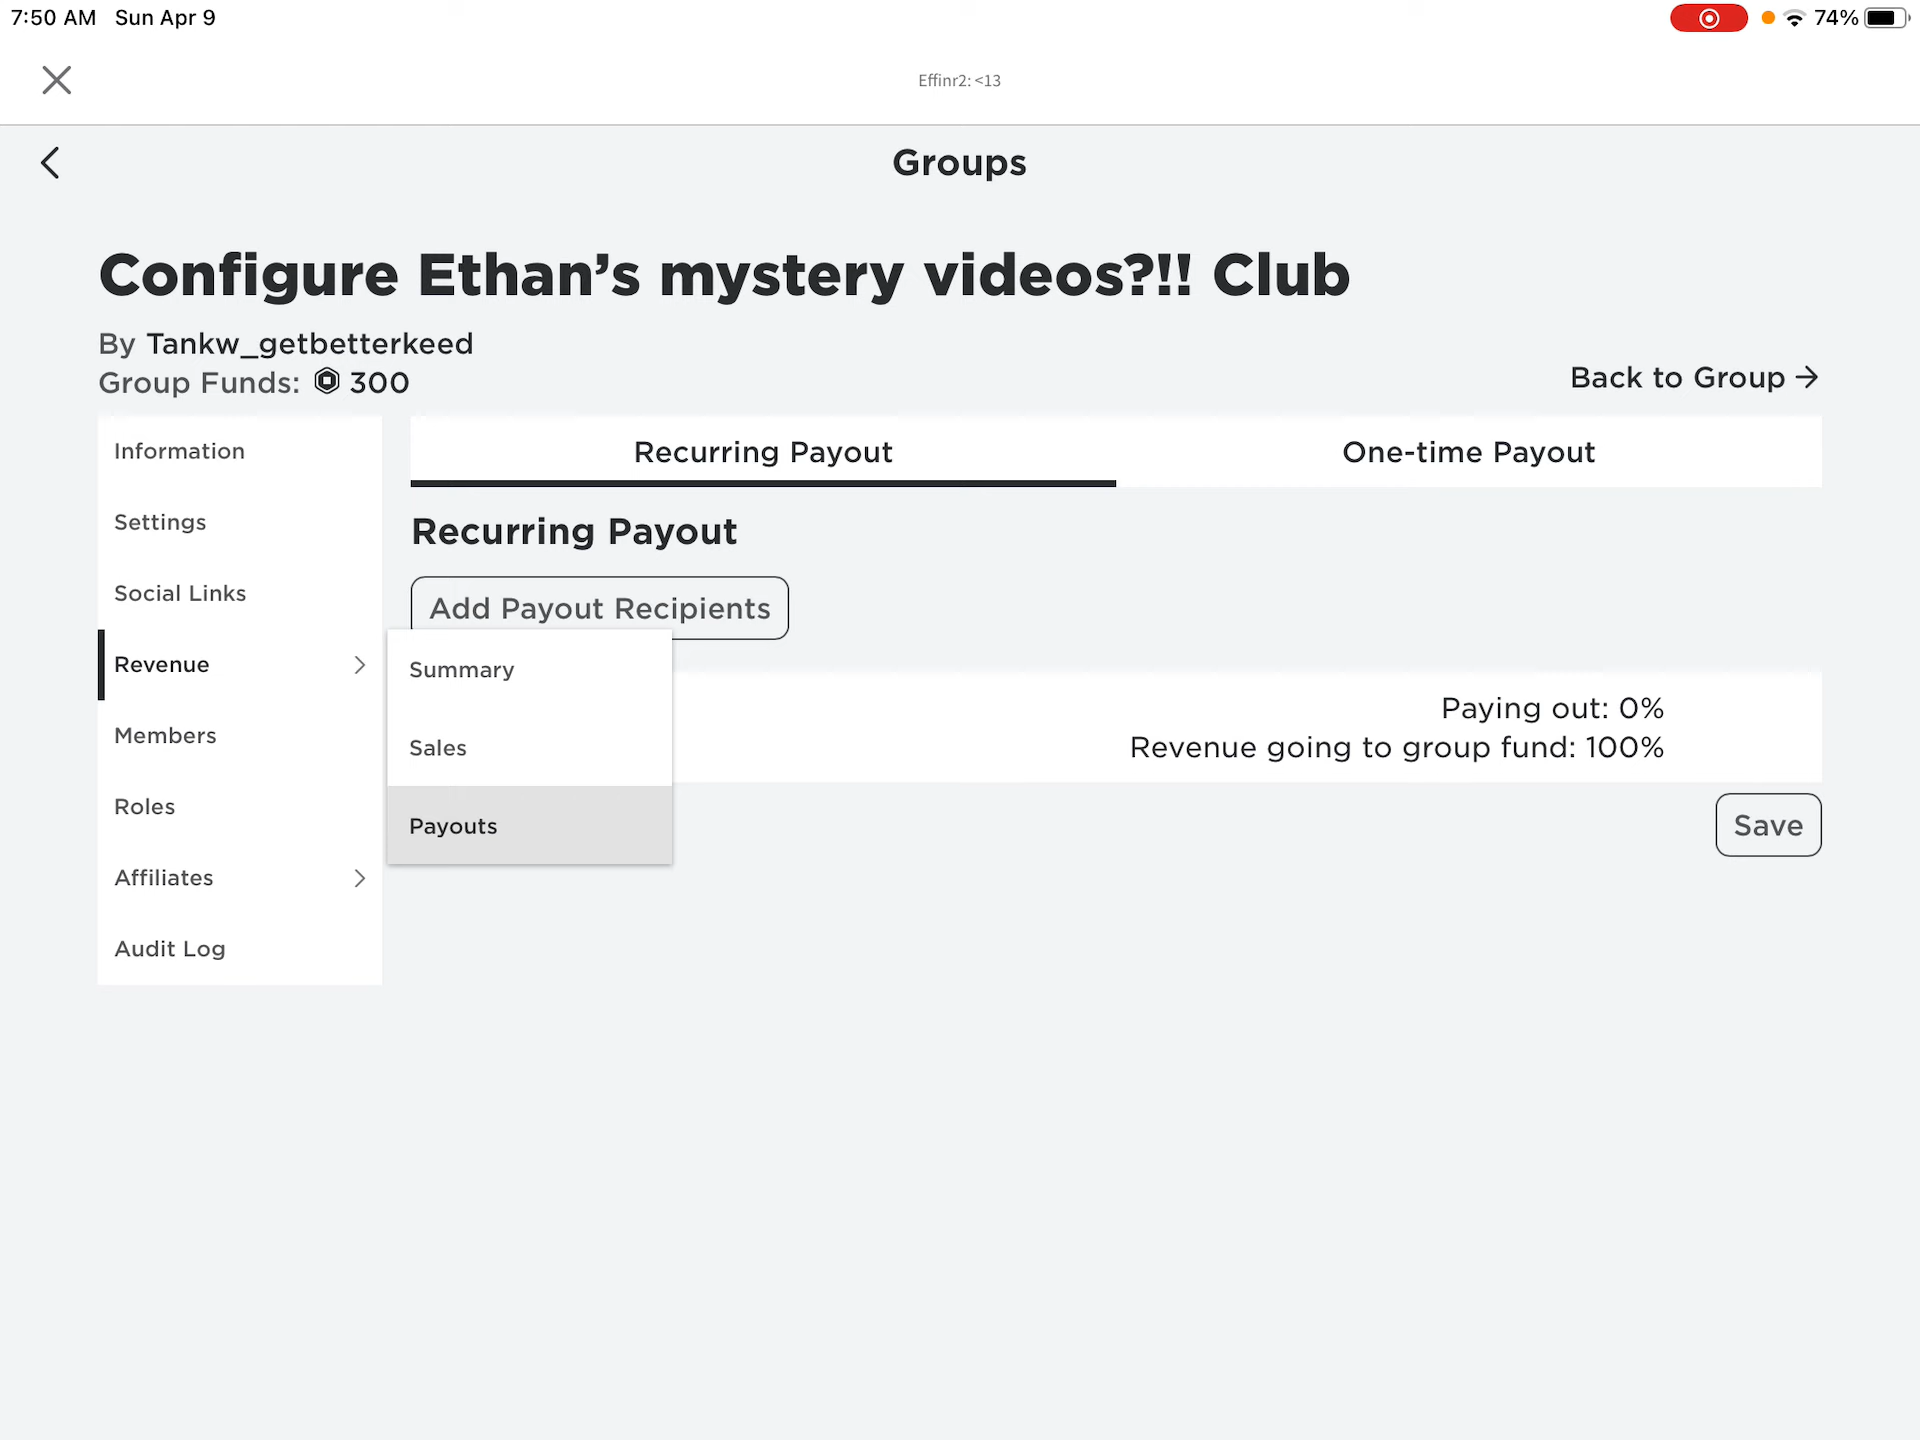 7:50 AM Sun Apr 9
74%
Effinr2: <13
Groups
Configure Ethan’s mystery videos?!! Club
By Tankw_getbetterkeed
Group Funds: 300
Back to Group →
Information
Settings
Social Links
Revenue
Members
Roles
Affiliates
Audit Log
Recurring Payout
One-time Payout
Recurring Payout
Add Payout Recipients
Summary
Sales
Payouts
Paying out: 0%
Revenue going to group fund: 100%
Save